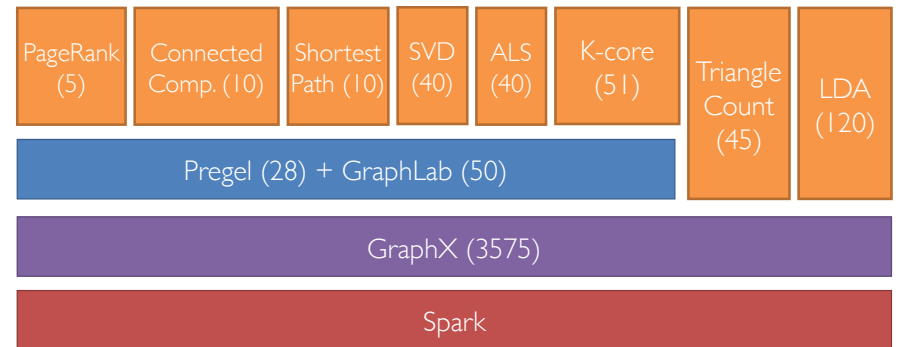 PageRank
(5)
Connected
Comp. (10)
Shortest
Path (10)
SVD
(40)
ALS
(40)
K-core
(51)
Triangle
Count
(45)
LDA
(120)
Pregel (28) + GraphLab (50)
GraphX (3575)
Spark